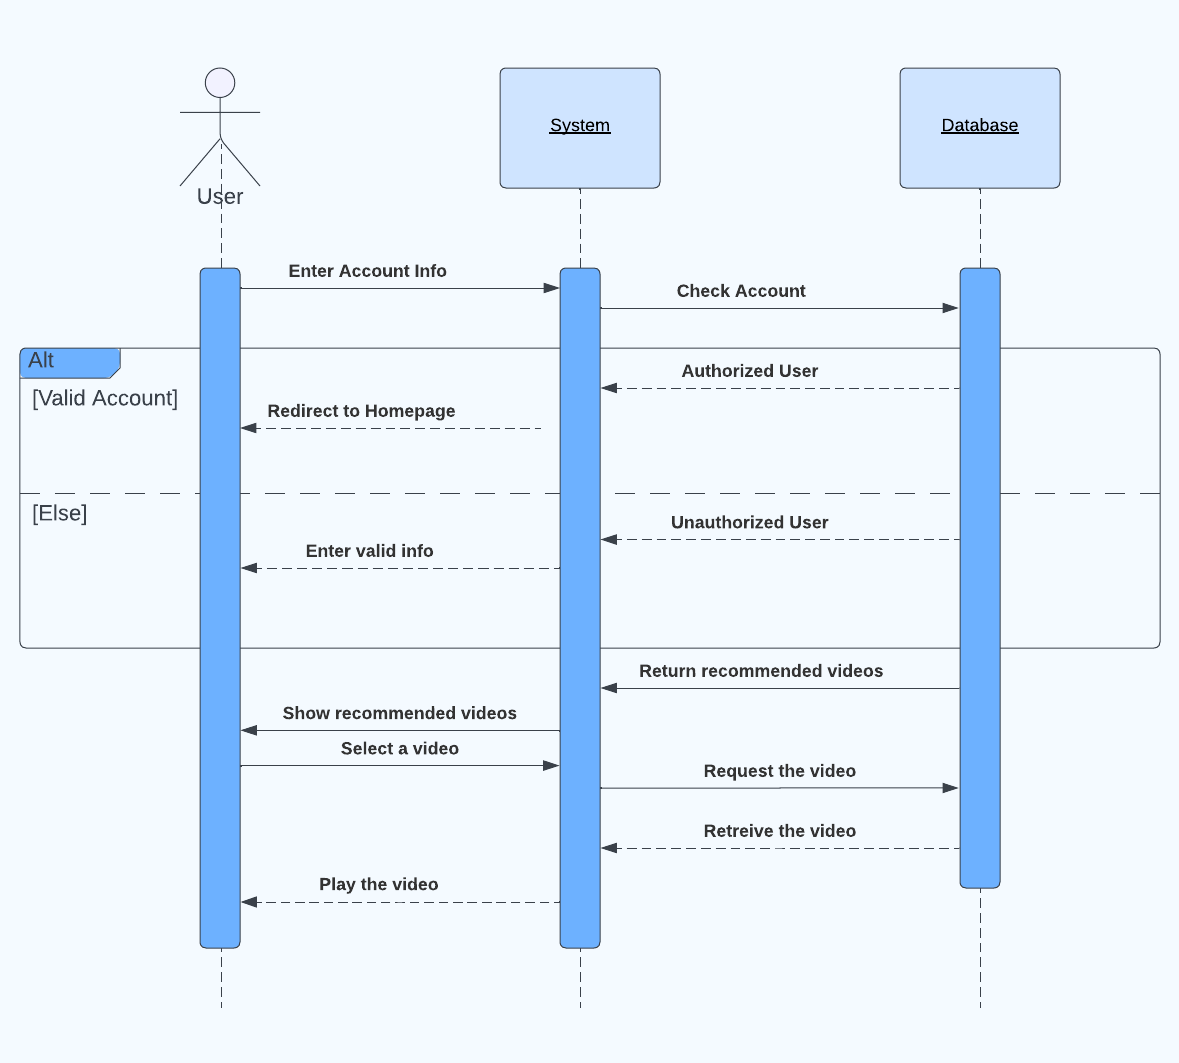 System
Database
User
Enter Account Info
Check Account
Alt
Authorized User
[Valid Account]
Redirect to Homepage
[Else]
Unauthorized User
Enter valid info
Return recommended videos
Show recommended videos
Select a video
Request the video
Retreive the video
Play the video